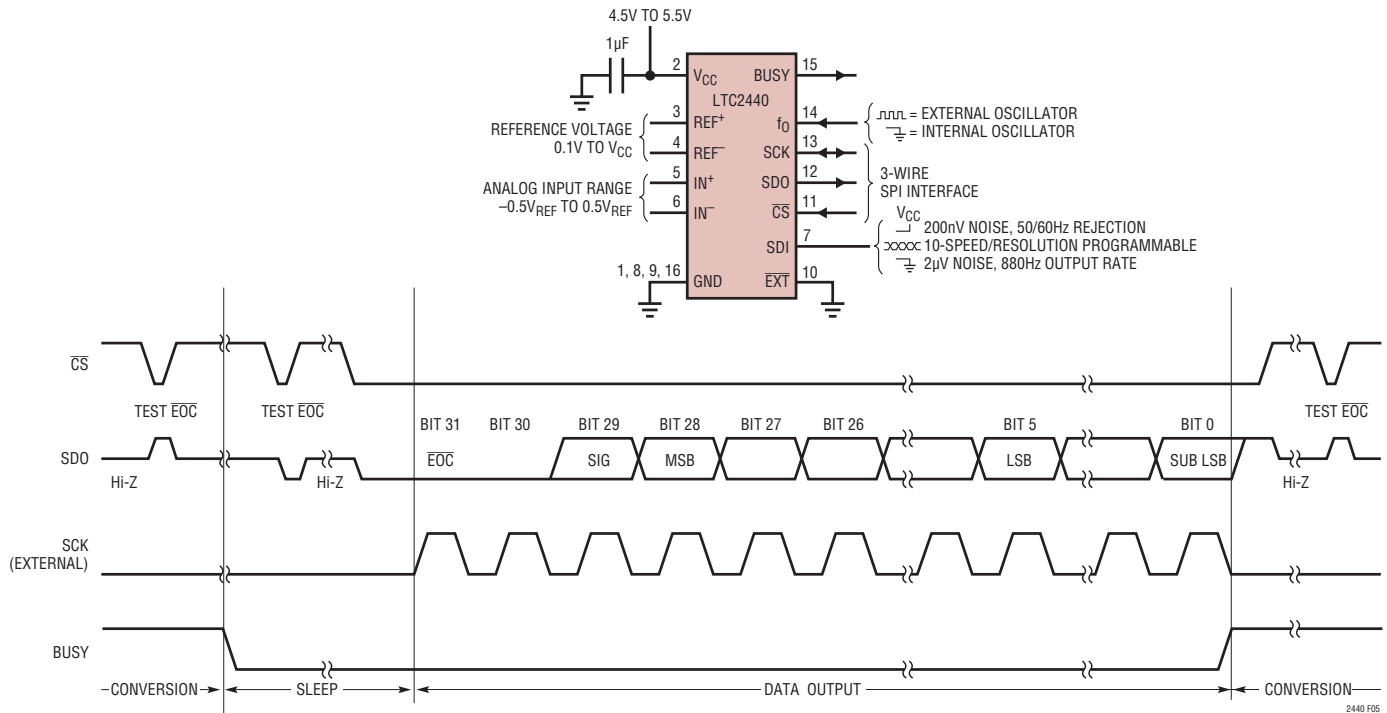 4.5V TO 5.5V
1µF
2 VCC BUSY 15
LTC2440
3 REF+ fO 14
REFERENCE VOLTAGE
0.1V TO VCC
4 REF– SCK 13
5 IN+ SDO 12
ANALOG INPUT RANGE
–0.5VREF TO 0.5VREF
6 IN– CS 11
SDI 7
1, 8, 9, 16 GND EXT 10
= EXTERNAL OSCILLATOR
= INTERNAL OSCILLATOR
3-WIRE
SPI INTERFACE
VCC
200nV NOISE, 50/60Hz REJECTION
10-SPEED/RESOLUTION PROGRAMMABLE
2µV NOISE, 880Hz OUTPUT RATE
CS
TEST EOC TEST EOC TEST EOC
BIT 31 BIT 30 BIT 29 BIT 28 BIT 27 BIT 26 BIT 5 BIT 0
SDO EOC SIG MSB LSB SUB LSB
Hi-Z Hi-Z Hi-Z
SCK
(EXTERNAL)
BUSY
CONVERSION SLEEP DATA OUTPUT CONVERSION
2440 F05